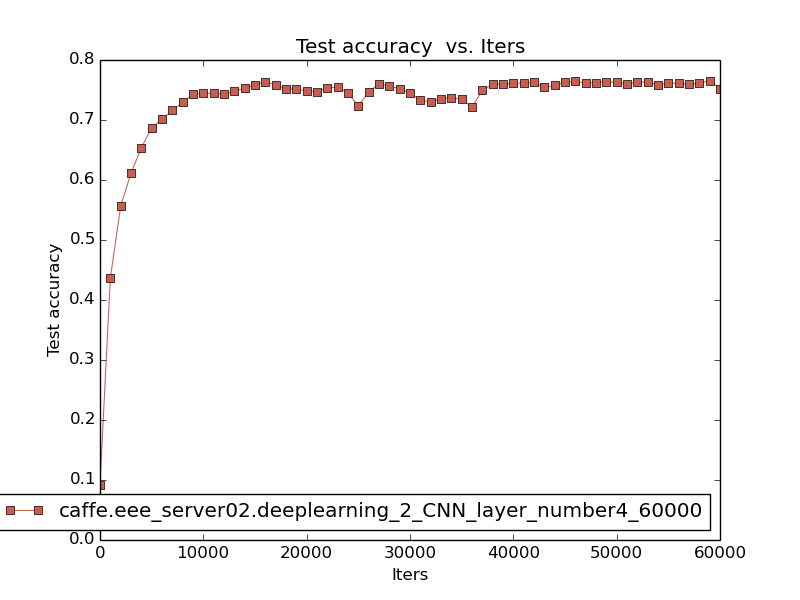 Test accuracy  vs. Iters
0.8
0.7
0.6
0.5
0.4
0.3
0.2
0.1
0.0
Test accuracy
caffe.eee_server02.deeplearning_2_CNN_layer_number4_60000
0 10000 20000 30000 40000 50000 60000
Iters